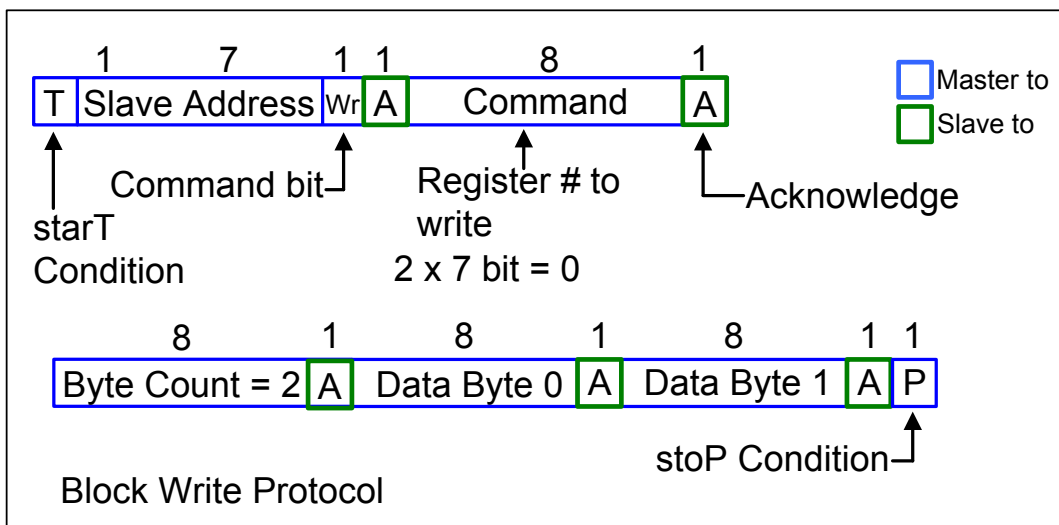 1 7 1 1 8 1
T Slave Address Wr A Command A
Master to
Slave to
Command bit
Register # to
write
2 x 7 bit = 0
Acknowledge
starT
Condition
8 1 8 1 8 1 1
Byte Count = 2 A Data Byte 0 A Data Byte 1 A P
stoP Condition
Block Write Protocol